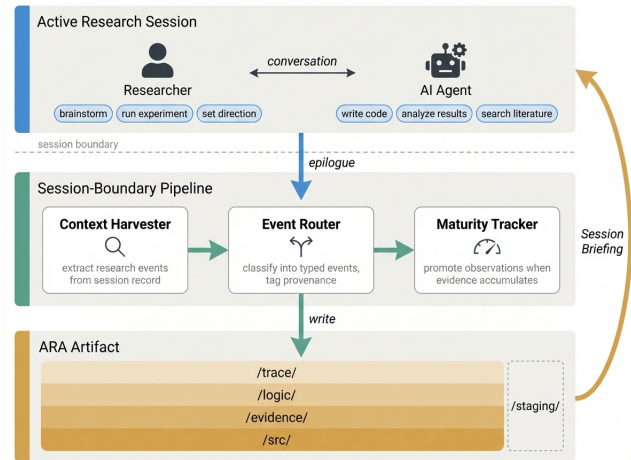 Active Research Session
conversation
Researcher
AI Agent
brainstorm
run experiment
set direction
write code
analyze results
search literature
session boundary
epilogue
Session-Boundary Pipeline
Context Harvester
extract research events
from session record
Event Router
classify into typed events,
tag provenance
Maturity Tracker
promote observations when
evidence accumulates
Session
Briefing
write
ARA Artifact
/trace/
/logic/
/evidence/
/src/
/staging/